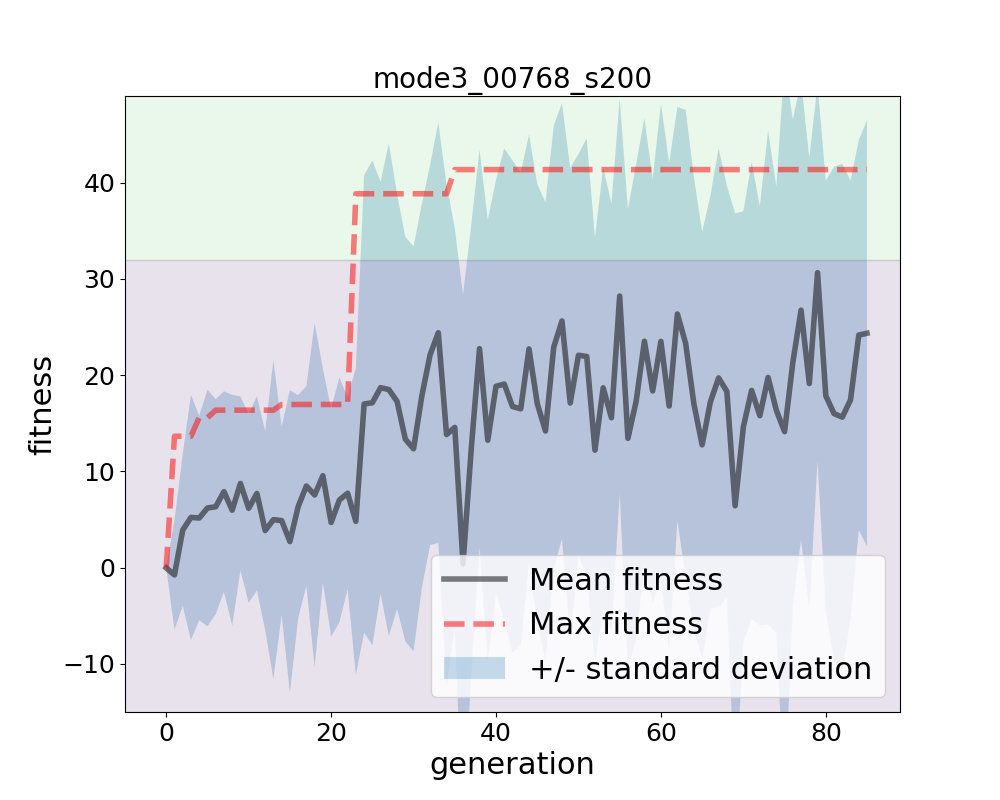 mode3_00768_s200
fitness
40
30
20
10
0
−10
Mean fitness
Max fitness
+/- standard deviation
0 20 40 60 80
generation